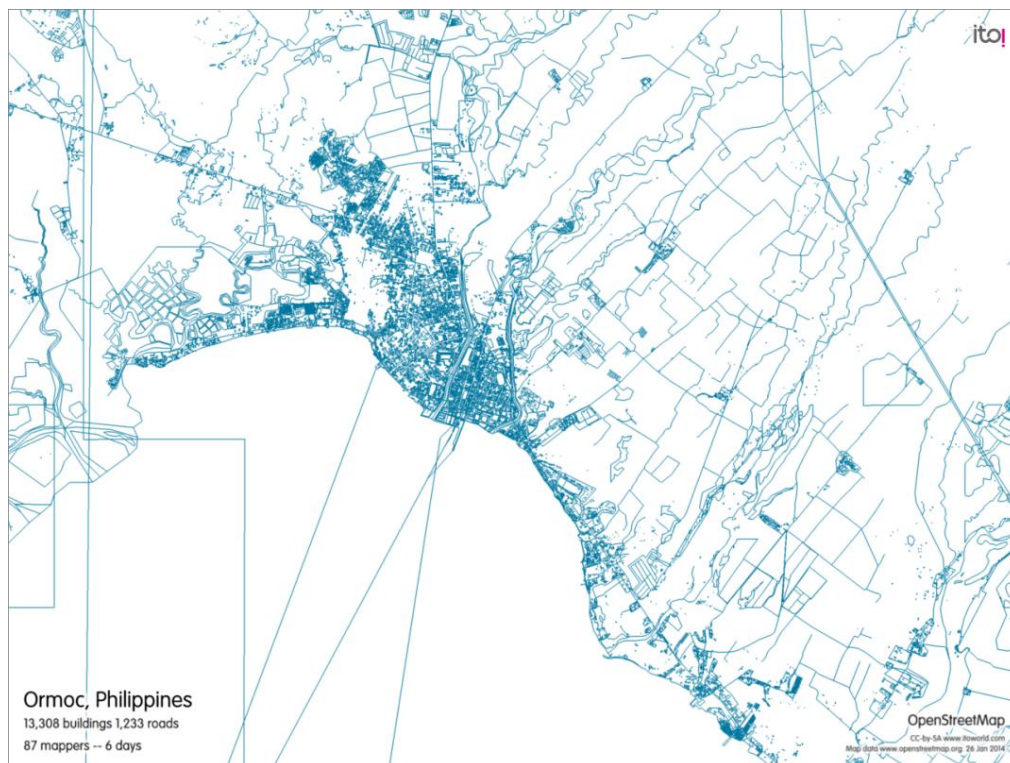 ito!
Ormoc, Philippines
13,308 buildings 1,233 roads
87 mappers -- 6 days
OpenStreetMap
CC-by-SA www.itoworld.com
Map data www.openstreetmap.org 26 Jan 2014